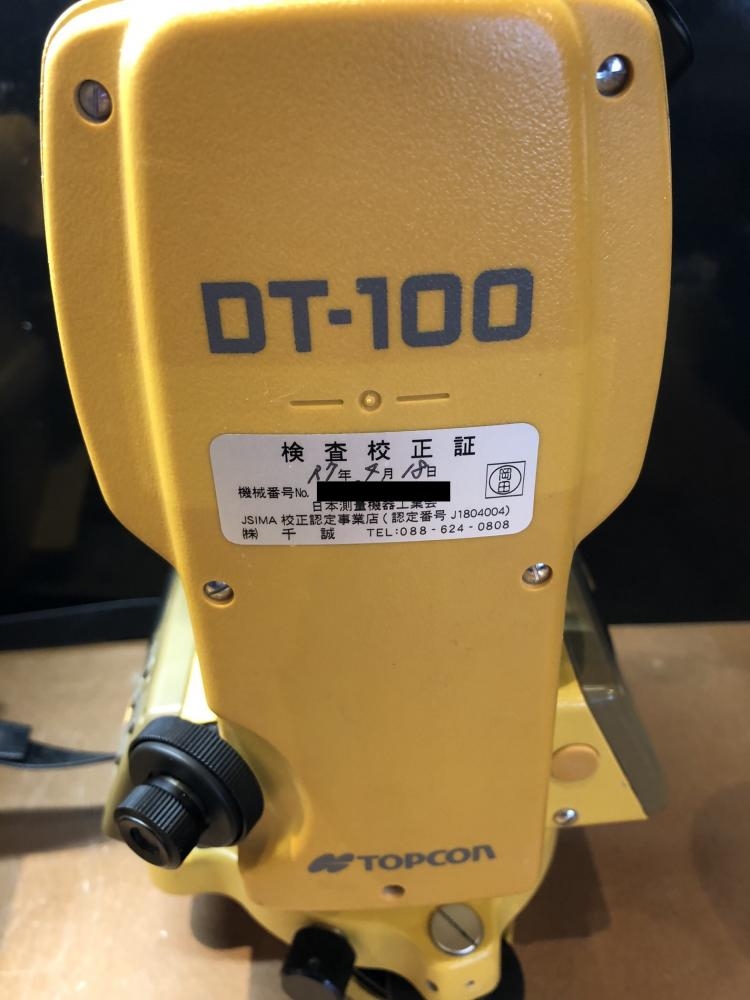 DT-100
検査校正証
R7年4月18日
機械番号No.
岡田
日本測量機器工業会
JSIMA 校正認定事業店(認定番号 J1804004)
㈱ 千誠 TEL:088-624-0808
TOPCON